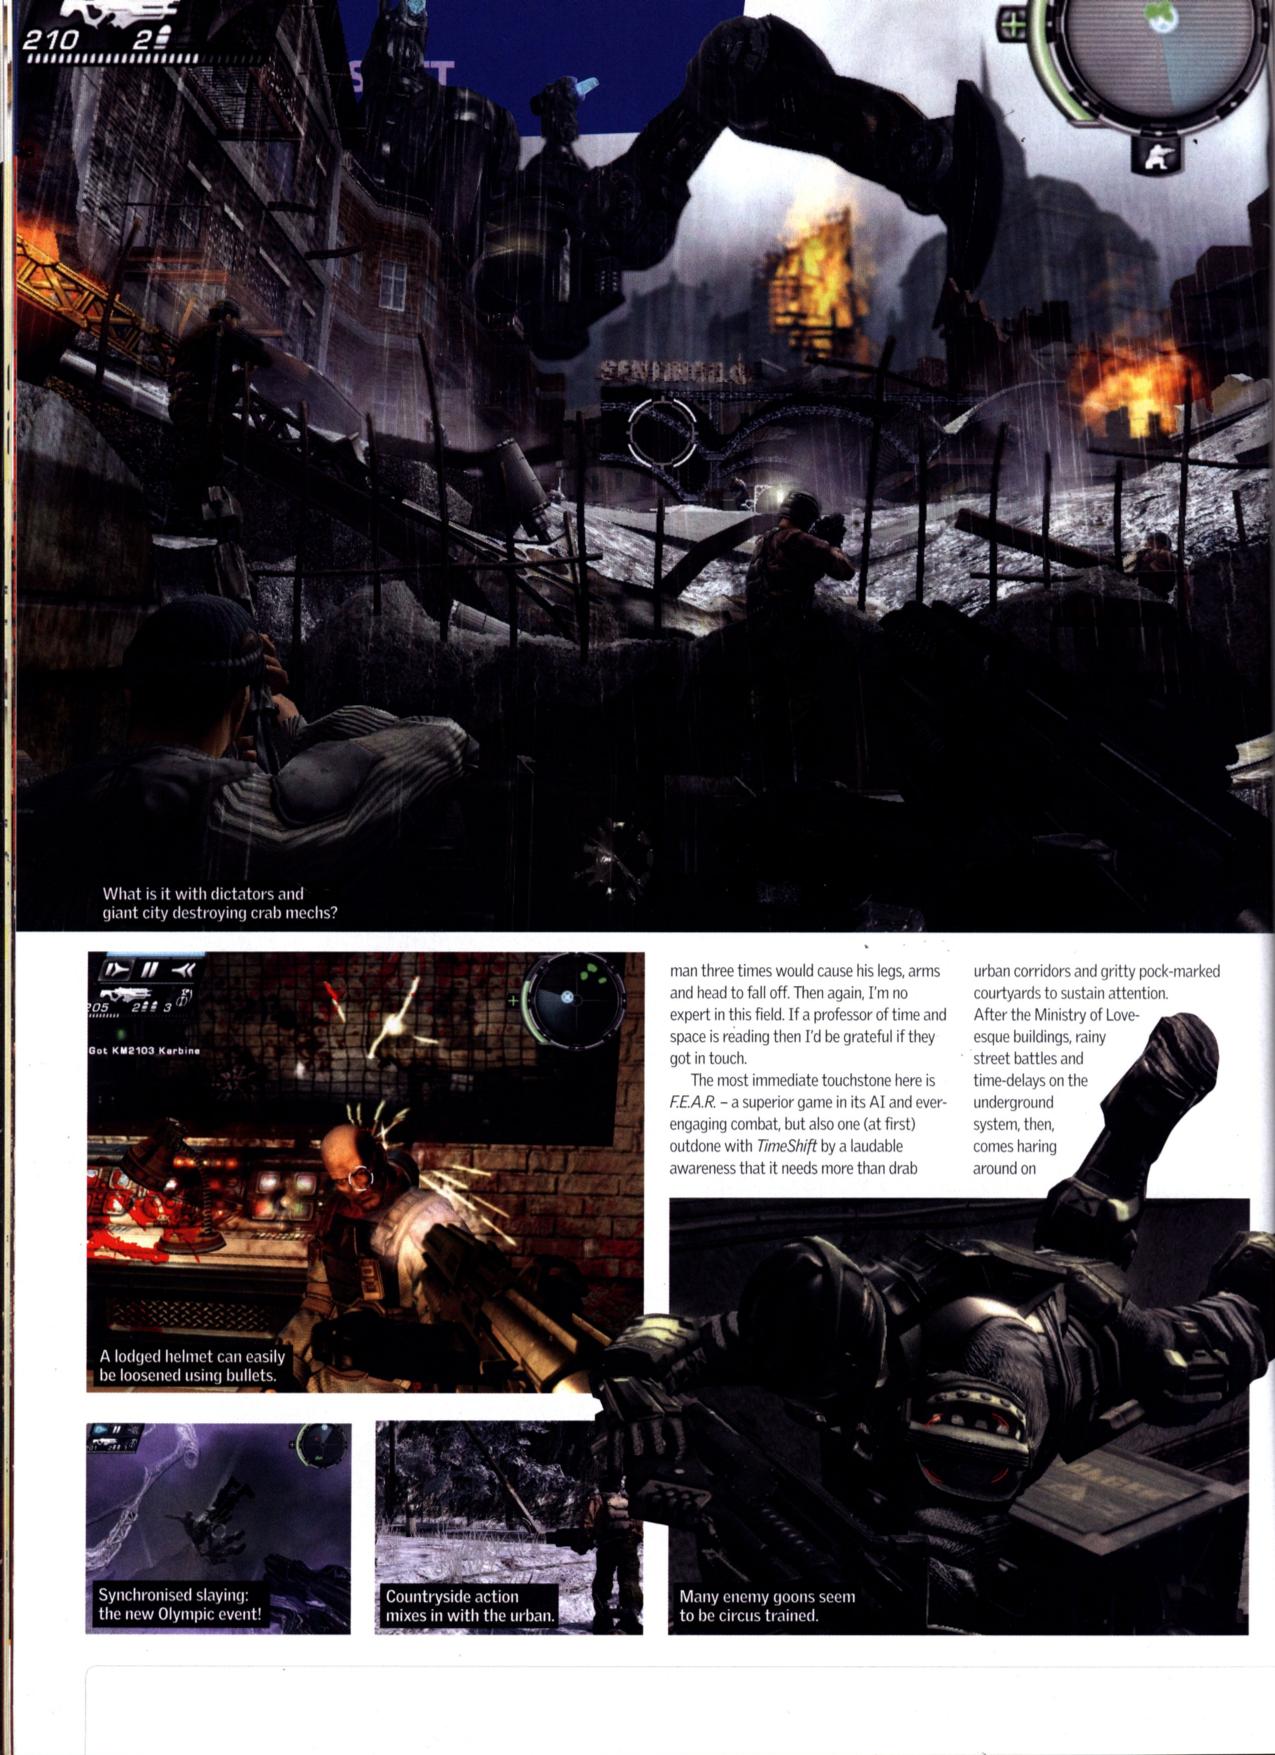 210 2
What is it with dictators and
giant city destroying crab mechs?
205 2 3
Got KM2103 Karbine
A lodged helmet can easily
be loosened using bullets.
Synchronised slaying:
the new Olympic event!
Countryside action
mixes in with the urban.
man three times would cause his legs, arms
and head to fall off. Then again, I'm no
expert in this field. If a professor of time and
space is reading then I'd be grateful if they
got in touch.
The most immediate touchstone here is
F.E.A.R. – a superior game in its AI and ever-
engaging combat, but also one (at first)
outdone with TimeShift by a laudable
awareness that it needs more than drab
urban corridors and gritty pock-marked
courtyards to sustain attention.
After the Ministry of Love-
esque buildings, rainy
street battles and
time-delays on the
underground
system, then,
comes haring
around on
Many enemy goons seem
to be circus trained.